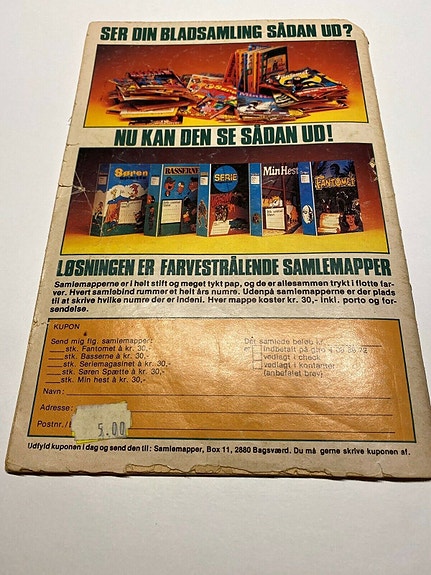 SER DIN BLADSAMLING SÅDAN UD?
NU KAN DEN SE SÅDAN UD!
Søren
BASSERNE
SERIE
Min Hest
FANTOMET
LØSNINGEN ER FARVESTRÅLENDE SAMLEMAPPER
Samlemapperne er i helt stift og meget tykt pap, og de er allesammen trykt i flotte far-
ver. Hvert samlebind rummer et helt års numre. Udenpå samlemapperne er der plads
til at skrive hvilke numre der er indeni. Hver mappe koster kr. 30,- inkl. porto og for-
sendelse.
KUPON
Send mig flg. samlemapper:
___stk. Fantomet à kr. 30,-
___stk. Basserne à kr. 30,-
___stk. Seriemagasinet à kr. 30,-
___stk. Søren Spætte à kr. 30,-
___stk. Min hest à kr. 30,-
Det samlede beløb kr.
indbetalt på giro
vedlagt i check
vedlagt i kontanter
(anbefalet brev)
Navn:
Adresse:
Postnr./
5.00
Udfyld kuponen i dag og send den til: Samlemapper, Box 11, 2880 Bagsværd. Du må gerne skrive kuponen af.